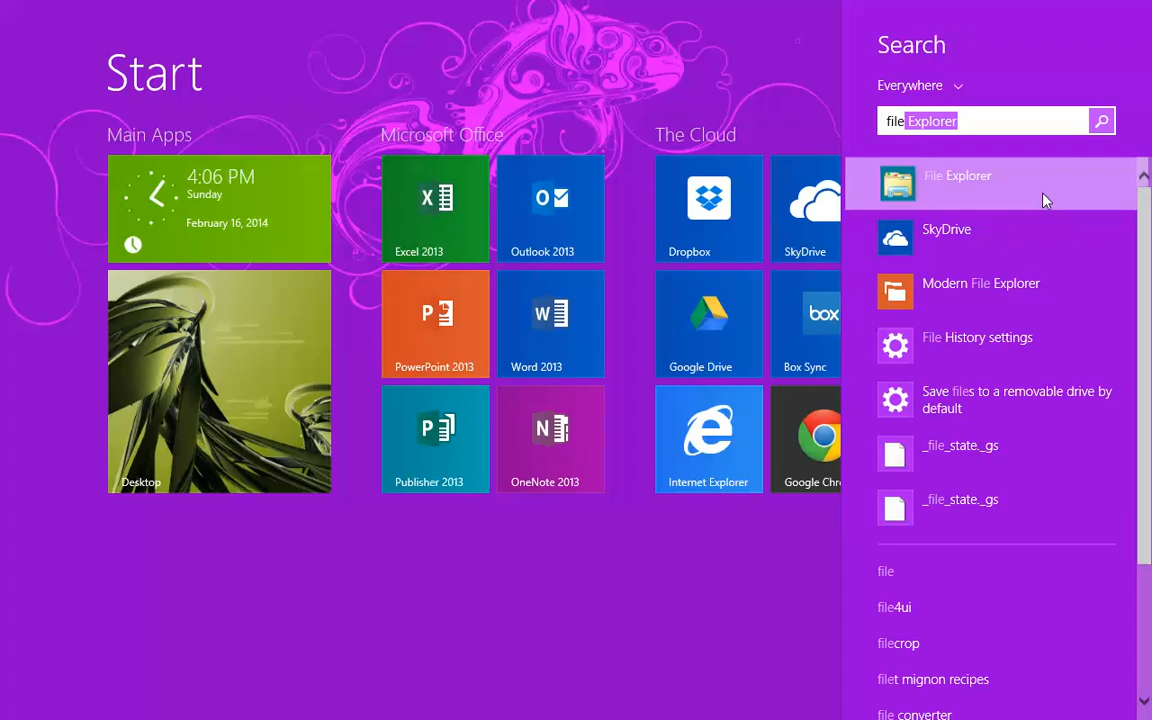 Start
Main Apps
4:06 PM
Sunday
February 16, 2014
Desktop
Microsoft Office
X
Excel 2013
O
Outlook 2013
P
PowerPoint 2013
W
Word 2013
P
Publisher 2013
N
OneNote 2013
The Cloud
Dropbox
SkyDrive
Google Drive
box
Box Sync
Internet Explorer
Google Chr
Search
Everywhere
file Explorer
File Explorer
SkyDrive
Modern File Explorer
File History settings
Save files to a removable drive by
default
_file_state._gs
_file_state._gs
file
file4ui
filecrop
filet mignon recipes
file converter